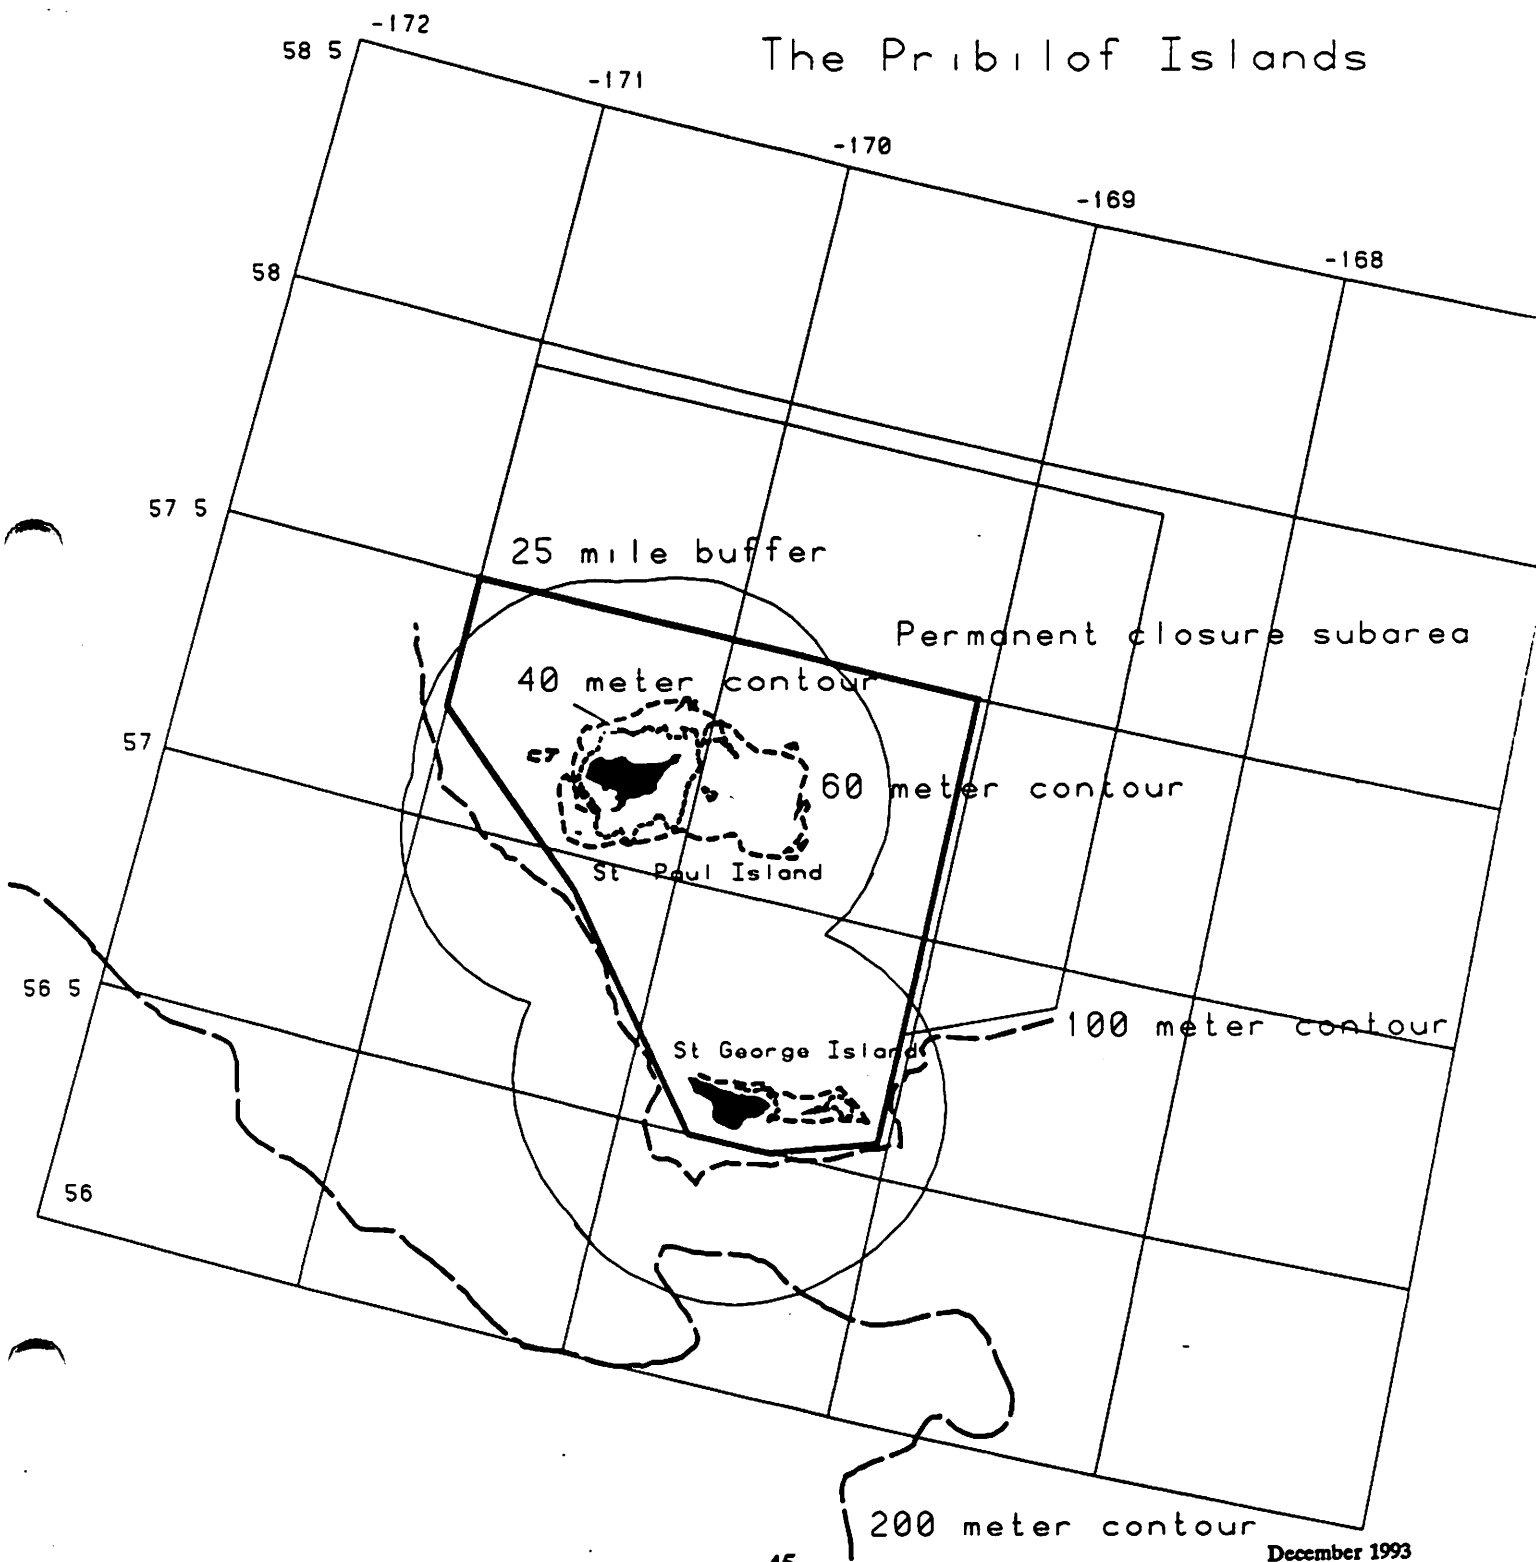 The Pribilof Islands
-172
58 5
-171
-170
-169
-168
58
57 5
25 mile buffer
Permanent closure subarea
40 meter contour
57
60 meter contour
St Paul Island
56 5
100 meter contour
St George Island
56
200 meter contour
December 1993